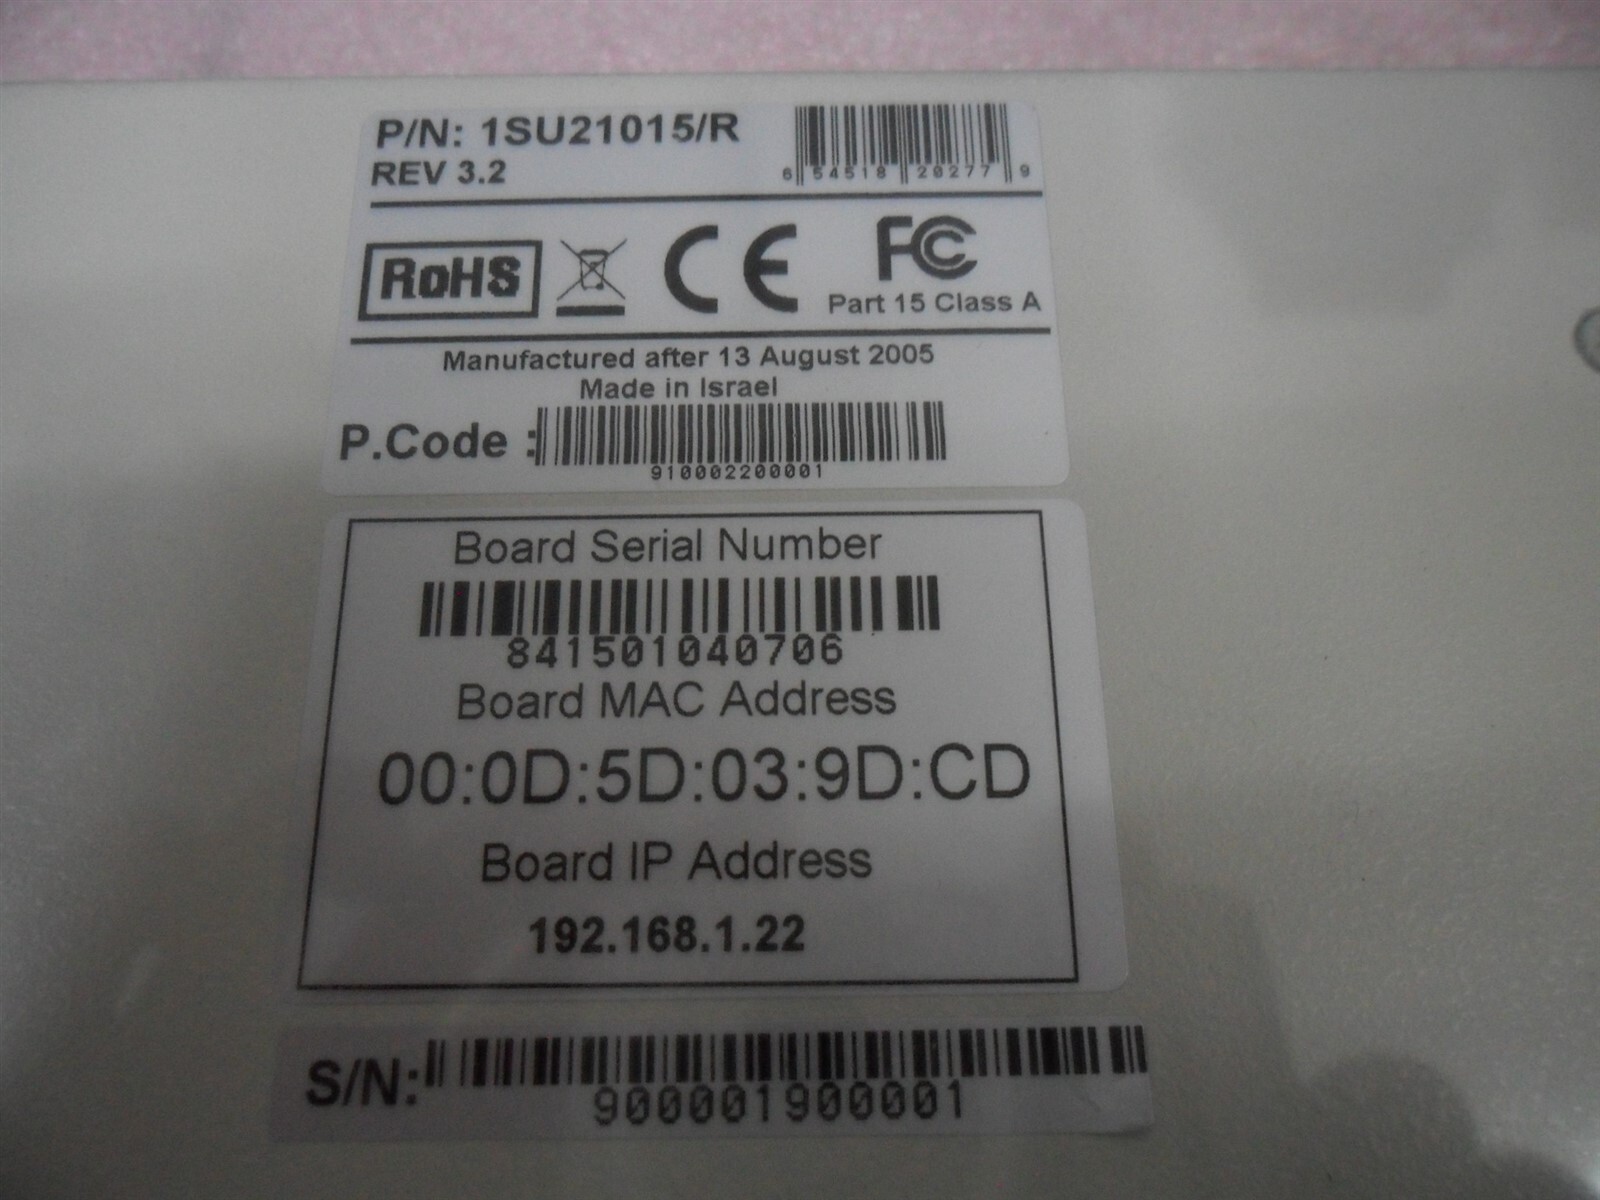 P/N: 1SU21015/R
REV 3.2
6 54518 20277 9
RoHS CE FC
Part 15 Class A
Manufactured after 13 August 2005
Made in Israel
P.Code :
910002200001
Board Serial Number
841501040706
Board MAC Address
00:0D:5D:03:9D:CD
Board IP Address
192.168.1.22
S/N:
900001900001